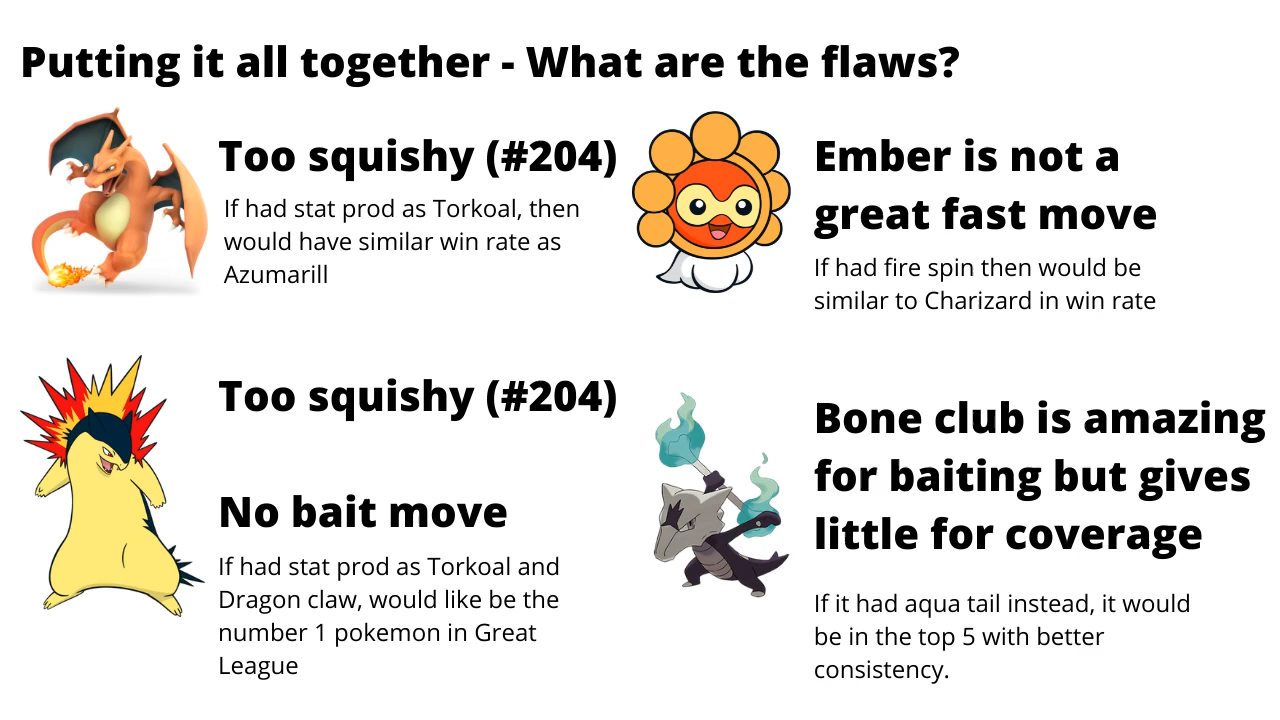 Putting it all together - What are the flaws?
Too squishy (#204)
If had stat prod as Torkoal, then
would have similar win rate as
Azumarill
Ember is not a
great fast move
If had fire spin then would be
similar to Charizard in win rate
Too squishy (#204)
No bait move
If had stat prod as Torkoal and
Dragon claw, would like be the
number 1 pokemon in Great
League
Bone club is amazing
for baiting but gives
little for coverage
If it had aqua tail instead, it would
be in the top 5 with better
consistency.